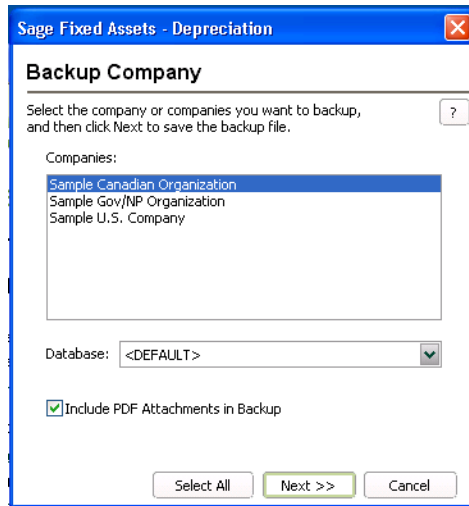 Sage Fixed Assets - Depreciation
Backup Company
Select the company or companies you want to backup,
and then click Next to save the backup file.
?
Companies:
Sample Canadian Organization
Sample Gov/NP Organization
Sample U.S. Company
Database: <DEFAULT>
Include PDF Attachments in Backup
Select All Next >> Cancel